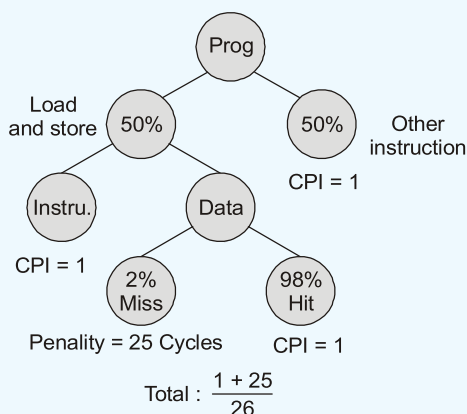 Prog
Load
and store
50%
50%
Other
instruction
CPI = 1
Instru.
Data
CPI = 1
2%
Miss
98%
Hit
Penality = 25 Cycles
CPI = 1
Total : 1 + 25
26